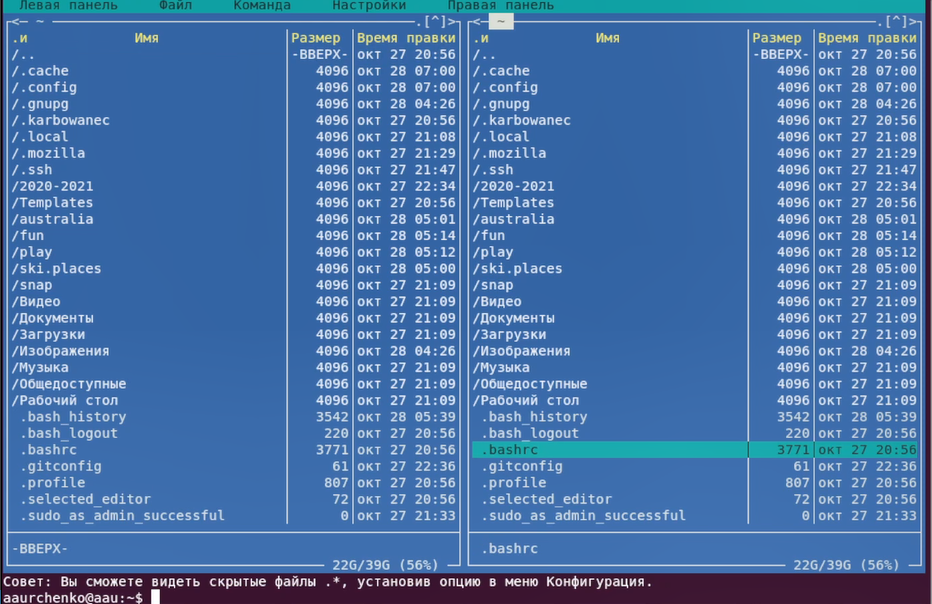 Левая панель Файл Команда Настройки Правая панель
<─ ~ .[^]> <─ ~ .[^]>
.и Имя Размер Время правки .и Имя Размер Время правки
/.. -ВВЕРХ- окт 27 20:56 /.. -ВВЕРХ- окт 27 20:56
/.cache 4096 окт 28 07:00 /.cache 4096 окт 28 07:00
/.config 4096 окт 28 07:00 /.config 4096 окт 28 07:00
/.gnupg 4096 окт 28 04:26 /.gnupg 4096 окт 28 04:26
/.karbowanec 4096 окт 27 20:56 /.karbowanec 4096 окт 27 20:56
/.local 4096 окт 27 21:08 /.local 4096 окт 27 21:08
/.mozilla 4096 окт 27 21:29 /.mozilla 4096 окт 27 21:29
/.ssh 4096 окт 27 21:47 /.ssh 4096 окт 27 21:47
/2020-2021 4096 окт 27 22:34 /2020-2021 4096 окт 27 22:34
/Templates 4096 окт 27 20:56 /Templates 4096 окт 27 20:56
/australia 4096 окт 28 05:01 /australia 4096 окт 28 05:01
/fun 4096 окт 28 05:14 /fun 4096 окт 28 05:14
/play 4096 окт 28 05:12 /play 4096 окт 28 05:12
/ski.places 4096 окт 28 05:00 /ski.places 4096 окт 28 05:00
/snap 4096 окт 27 21:09 /snap 4096 окт 27 21:09
/Видео 4096 окт 27 21:09 /Видео 4096 окт 27 21:09
/Документы 4096 окт 27 21:09 /Документы 4096 окт 27 21:09
/Загрузки 4096 окт 27 21:09 /Загрузки 4096 окт 27 21:09
/Изображения 4096 окт 28 04:26 /Изображения 4096 окт 28 04:26
/Музыка 4096 окт 27 21:09 /Музыка 4096 окт 27 21:09
/Общедоступные 4096 окт 27 21:09 /Общедоступные 4096 окт 27 21:09
/Рабочий стол 4096 окт 27 21:09 /Рабочий стол 4096 окт 27 21:09
.bash_history 3542 окт 28 05:39 .bash_history 3542 окт 28 05:39
.bash_logout 220 окт 27 20:56 .bash_logout 220 окт 27 20:56
.bashrc 3771 окт 27 20:56 .bashrc 3771 окт 27 20:56
.gitconfig 61 окт 27 22:36 .gitconfig 61 окт 27 22:36
.profile 807 окт 27 20:56 .profile 807 окт 27 20:56
.selected_editor 72 окт 27 20:56 .selected_editor 72 окт 27 20:56
.sudo_as_admin_successful 0 окт 27 21:33 .sudo_as_admin_successful 0 окт 27 21:33
-ВВЕРХ- .bashrc
22G/39G (56%) 22G/39G (56%)
Совет: Вы сможете видеть скрытые файлы .*, установив опцию в меню Конфигурация.
aaurchenko@aau:~$